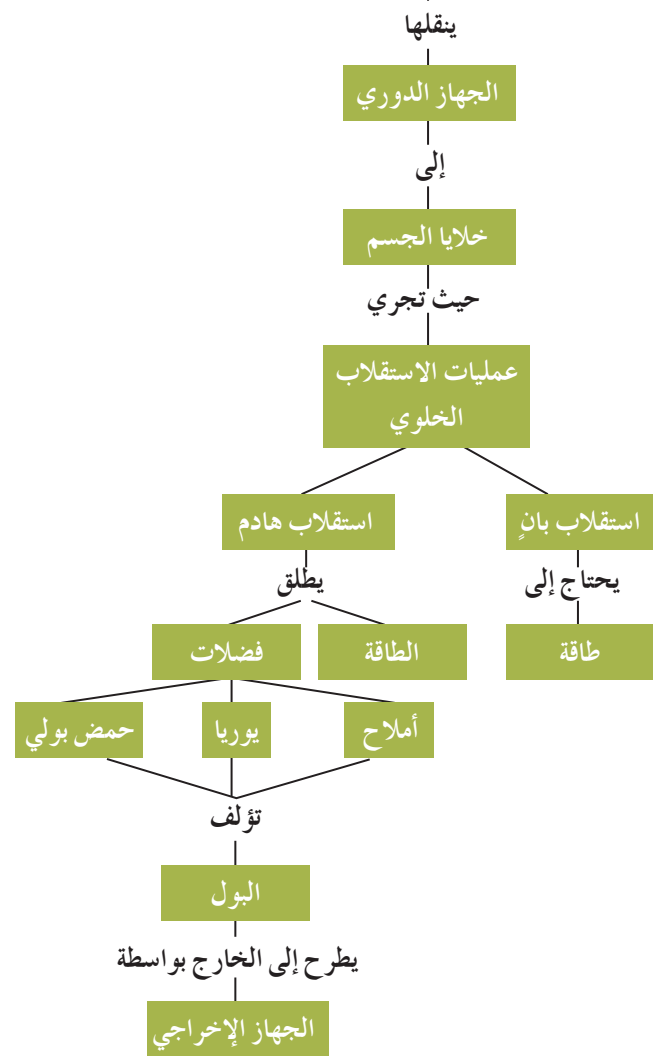 ينقلها
الجهاز الدوري
إلى
خلايا الجسم
حيث تجري
عمليات الاستقلاب
الخلوي
استقلاب بانٍ
استقلاب هادم
يحتاج إلى
يطلق
طاقة
الطاقة
فضلات
أملاح
يوريا
حمض بولي
تؤلف
البول
يطرح إلى الخارج بواسطة
الجهاز الإخراجي